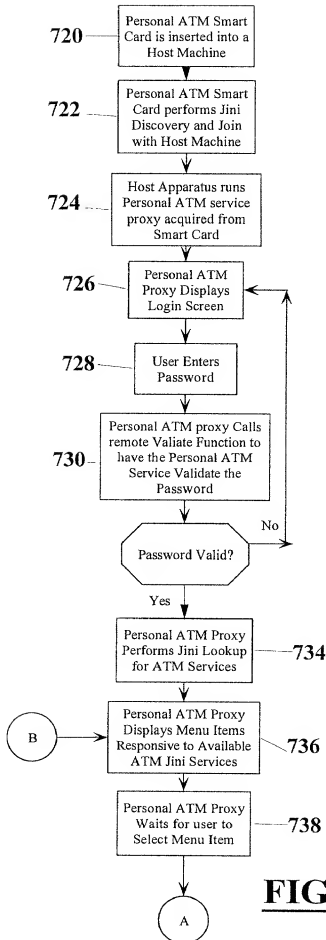 720
Personal ATM Smart
Card is inserted into a
Host Machine
722
Personal ATM Smart
Card performs Jini
Discovery and Join
with Host Machine
724
Host Apparatus runs
Personal ATM service
proxy acquired from
Smart Card
726
Personal ATM
Proxy Displays
Login Screen
728
User Enters
Password
730
Personal ATM proxy Calls
remote Valiate Function to
have the Personal ATM
Service Validate the
Password
No
Password Valid?
Yes
Personal ATM Proxy
Performs Jini Lookup
for ATM Services
734
B
Personal ATM Proxy
Displays Menu Items
Responsive to Available
ATM Jini Services
736
Personal ATM Proxy
Waits for user to
Select Menu Item
738
FIG
A